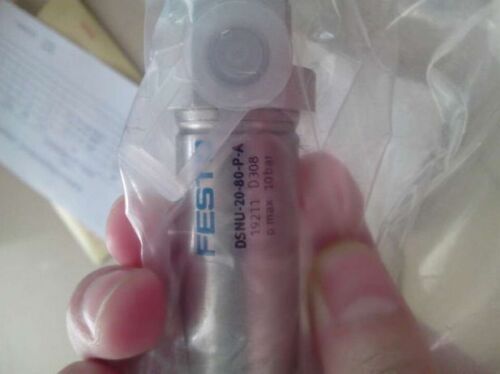 FESTO
DSNU-20-80-P-A
19211 D308
p max 10bar